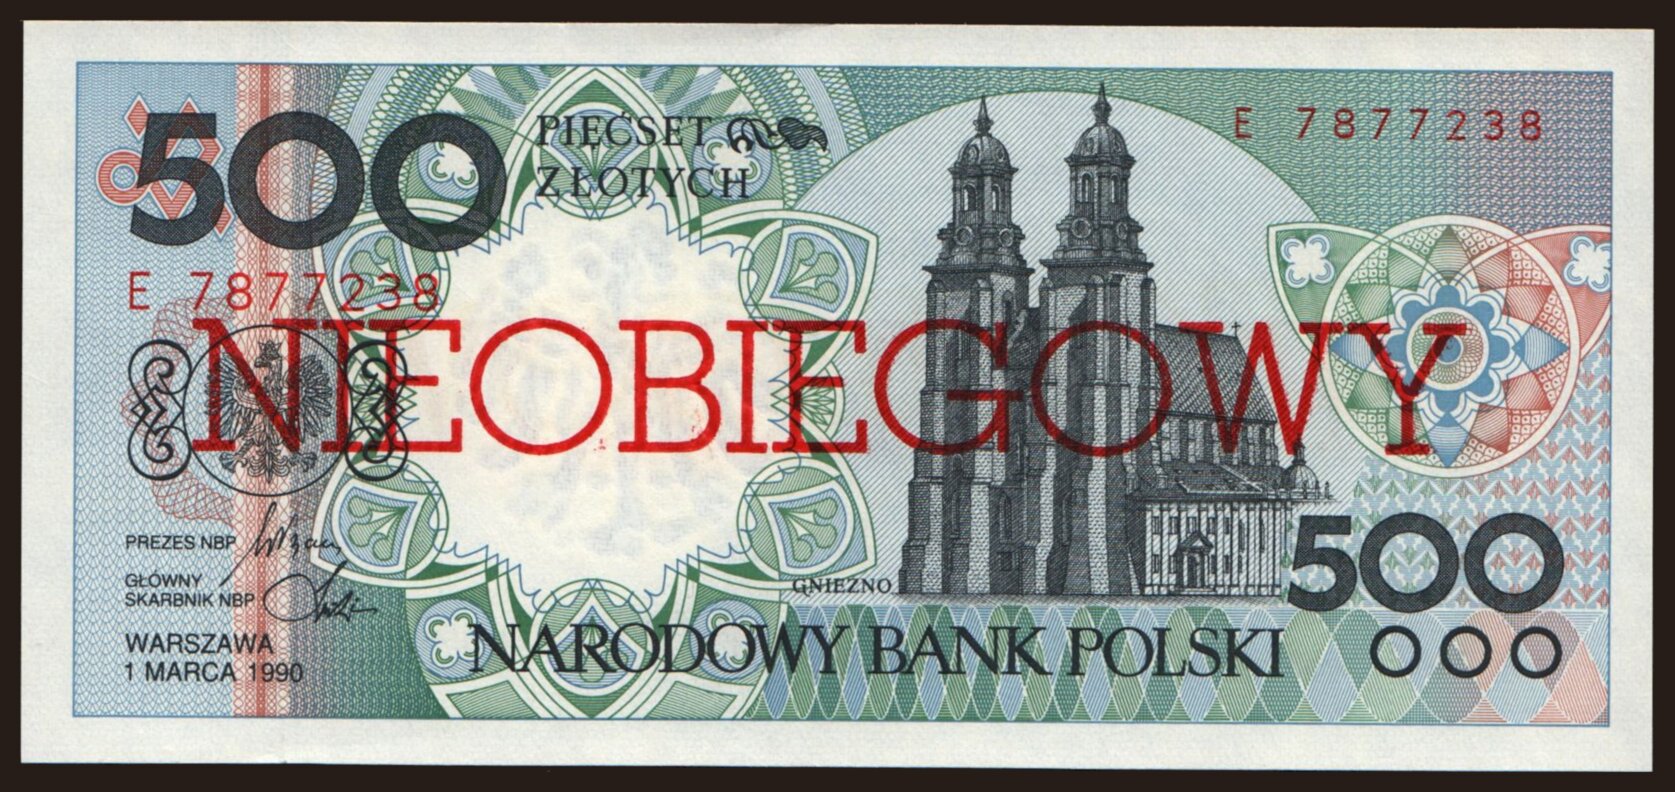 500
PIĘĆSET
ZŁOTYCH
E 7877238
E 7877238
NIEOBIEGOWY
PREZES NBP
GŁÓWNY
SKARBNIK NBP
WARSZAWA
1 MARCA 1990
GNIEZNO
500
NARODOWY BANK POLSKI